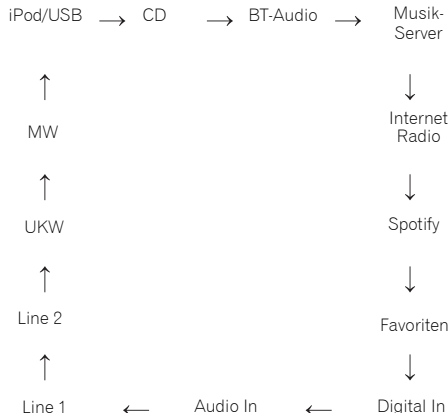 iPod/USB → CD → BT-Audio → Musik-
Server
↑ ↓
MW Internet
Radio
↑ ↓
UKW Spotify
↑ ↓
Line 2 Favoriten
↑ ↓
Line 1 ← Audio In ← Digital In